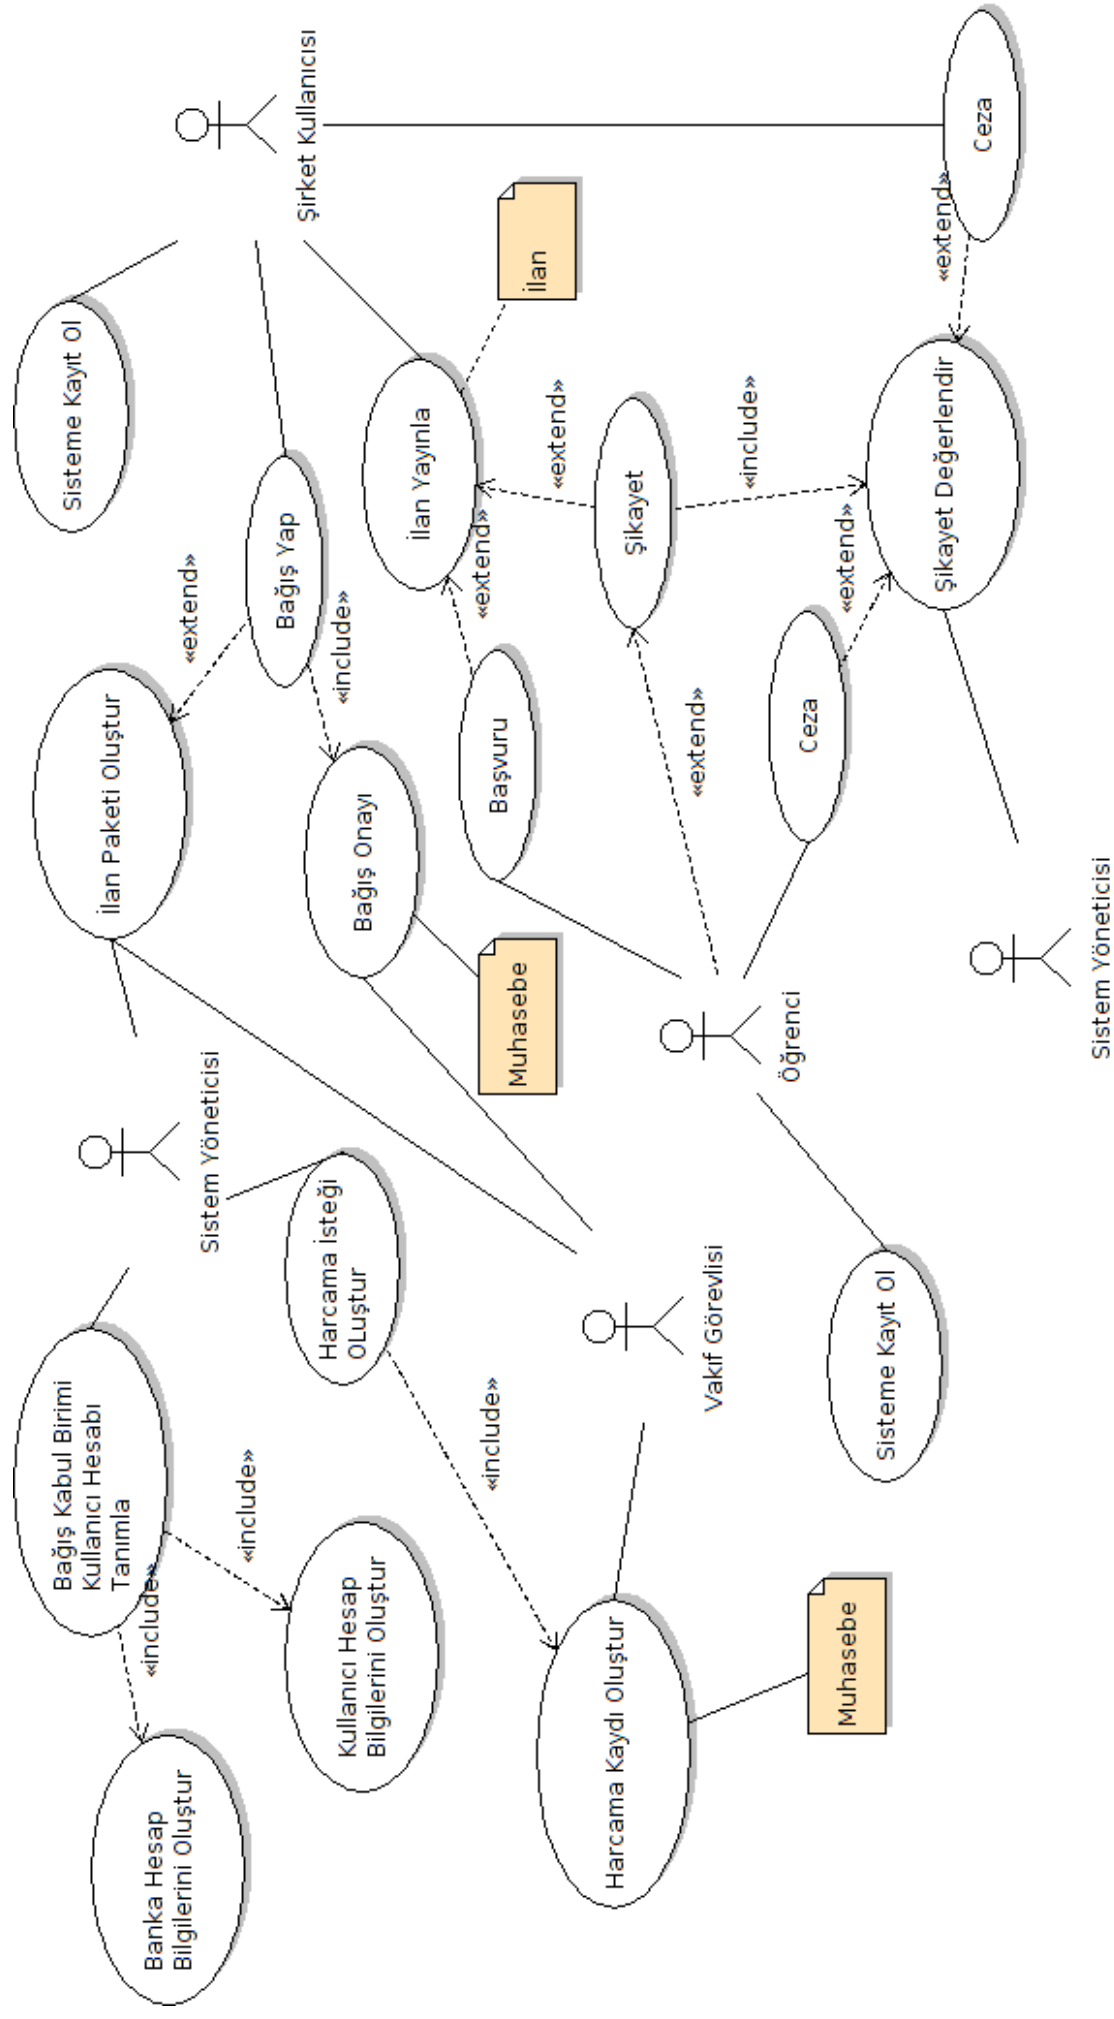 Bağış Kabul Birimi
Kullanıcı Hesabı
Tanımla
Sisteme Kayıt Ol
İlan Paketi Oluştur
«include»
Banka Hesap
Bilgilerini Oluştur
«extend»
Sistem Yöneticisi
«include»
Bağış Yap
Şirket Kullanıcısı
Harcama isteği
OLuştur
«include»
Kullanıcı Hesap
Bilgilerini Oluştur
Bağış Onayı
İlan Yayınla
«include»
«extend»
Başvuru
Muhasebe
İlan
«extend»
Harcama Kaydı Oluştur
Şikayet
«extend»
Vakıf Görevlisi
«include»
Öğrenci
Ceza
Muhasebe
«extend»
Sisteme Kayıt Ol
Şikayet Değerlendir
«extend»
Ceza
Sistem Yöneticisi